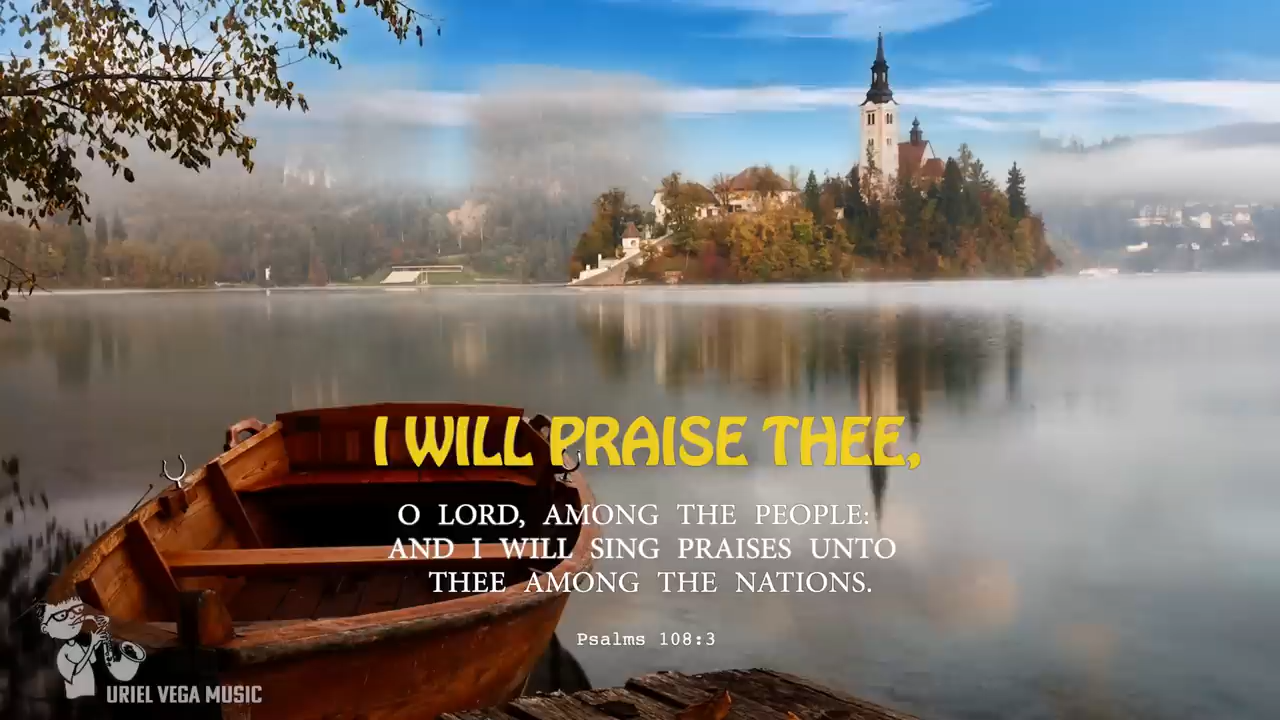 I WILL PRAISE THEE,
O LORD, AMONG THE PEOPLE:
AND I WILL SING PRAISES UNTO
THEE AMONG THE NATIONS.
Psalms 108:3
URIEL VEGA MUSIC